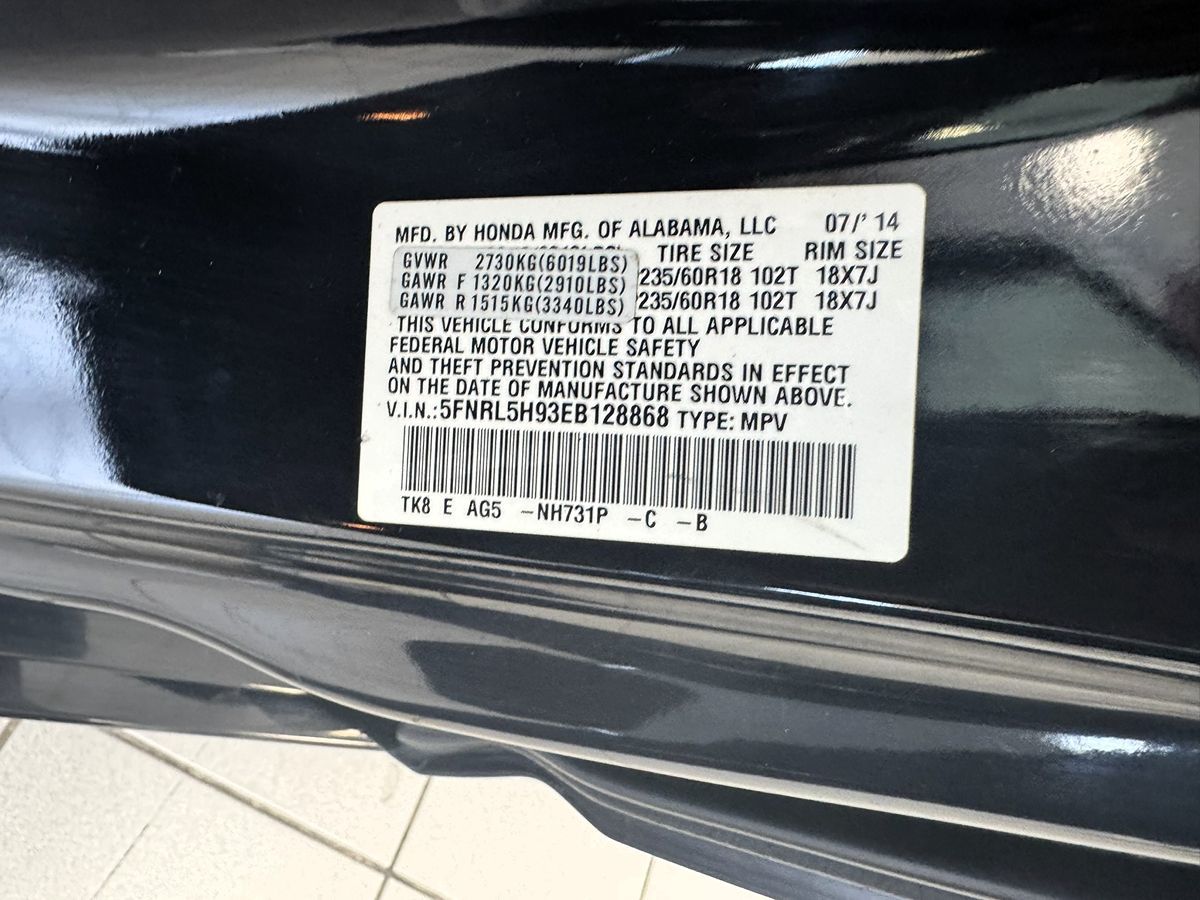 MFD. BY HONDA MFG. OF ALABAMA, LLC 07/' 14
TIRE SIZE RIM SIZE
GVWR 2730KG(6019LBS)
GAWR F 1320KG(2910LBS) 235/60R18 102T 18X7J
GAWR R 1515KG(3340LBS) 235/60R18 102T 18X7J
THIS VEHICLE CONFORMS TO ALL APPLICABLE
FEDERAL MOTOR VEHICLE SAFETY
AND THEFT PREVENTION STANDARDS IN EFFECT
ON THE DATE OF MANUFACTURE SHOWN ABOVE.
V.I.N.:5FNRL5H93EB128868 TYPE: MPV
TK8 E AG5 -NH731P -C -B